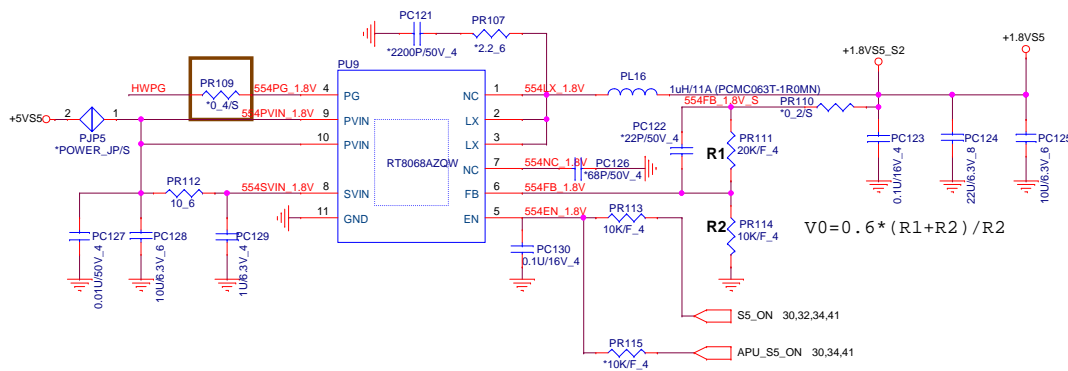 PC121
PR107
*2200P/50V_4
*2.2_6
+1.8VS5_S2
+1.8VS5
PU9
PR109
HWPG
554PG_1.8V
*0_4/S
4
PG
NC
1
554LX_1.8V
PL16
1uH/11A (PCMC063T-1R0MN)
+5VS5
2
1
554PVIN_1.8V
9
PVIN
LX
2
554FB_1.8V_S
PR110
*0_2/S
PJP5
*POWER_JP/S
10
PVIN
LX
3
PC122
*22P/50V_4
R1
PR111
20K/F_4
PC123
0.1U/16V_4
PC124
22U/6.3V_8
PC125
10U/6.3V_6
RT8068AZQW
NC
7
554NC_1.8V
PC126
*68P/50V_4
PR112
10_6
554SVIN_1.8V
8
SVIN
FB
6
554FB_1.8V
11
GND
EN
5
554EN_1.8V
PR113
10K/F_4
R2
PR114
10K/F_4
V0=0.6*(R1+R2)/R2
PC127
0.01U/50V_4
PC128
10U/6.3V_6
PC129
1U/6.3V_4
PC130
0.1U/16V_4
S5_ON 30,32,34,41
PR115
*10K/F_4
APU_S5_ON 30,34,41